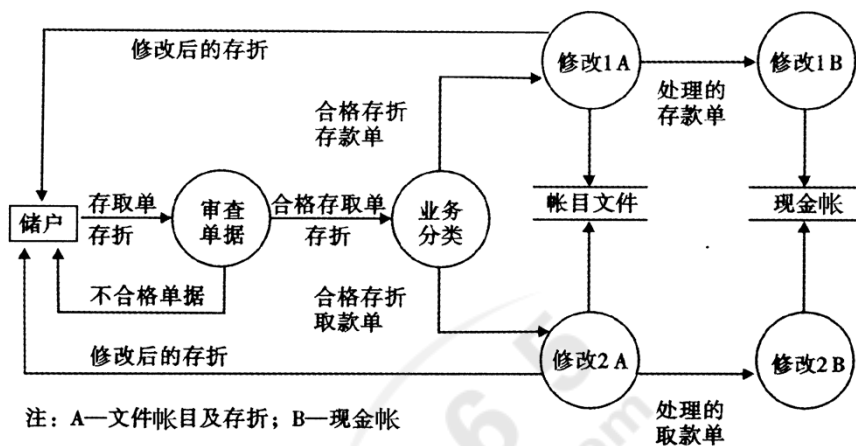 修改后的存折
修改1A
修改1B
处理的
存款单
合格存折
存款单
储户
存取单
存折
审查
单据
合格存取单
存折
业务
分类
帐目文件
现金帐
不合格单据
合格存折
取款单
修改后的存折
修改2A
修改2B
处理的
取款单
注：A—文件帐目及存折；B—现金帐
6 5
com